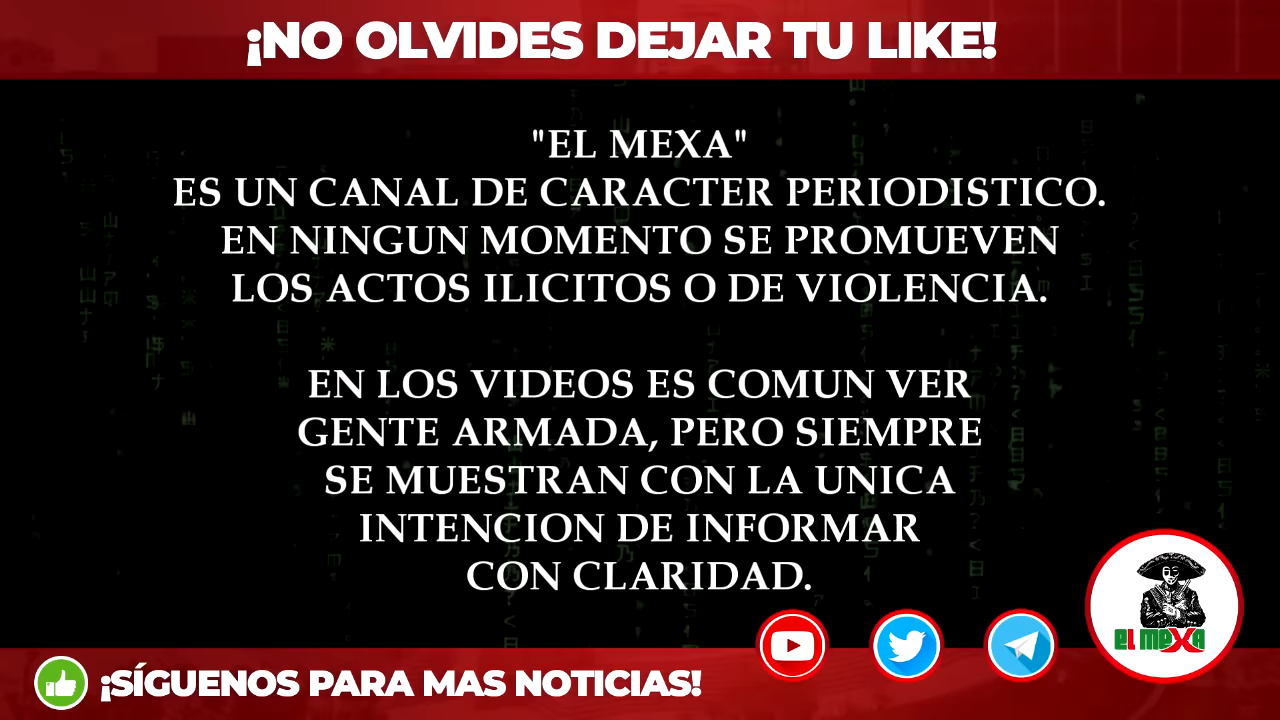 ¡NO OLVIDES DEJAR TU LIKE!
"EL MEXA"
ES UN CANAL DE CARACTER PERIODISTICO.
EN NINGUN MOMENTO SE PROMUEVEN
LOS ACTOS ILICITOS O DE VIOLENCIA.
EN LOS VIDEOS ES COMUN VER
GENTE ARMADA, PERO SIEMPRE
SE MUESTRAN CON LA UNICA
INTENCION DE INFORMAR
CON CLARIDAD.
el mexa
¡SÍGUENOS PARA MAS NOTICIAS!